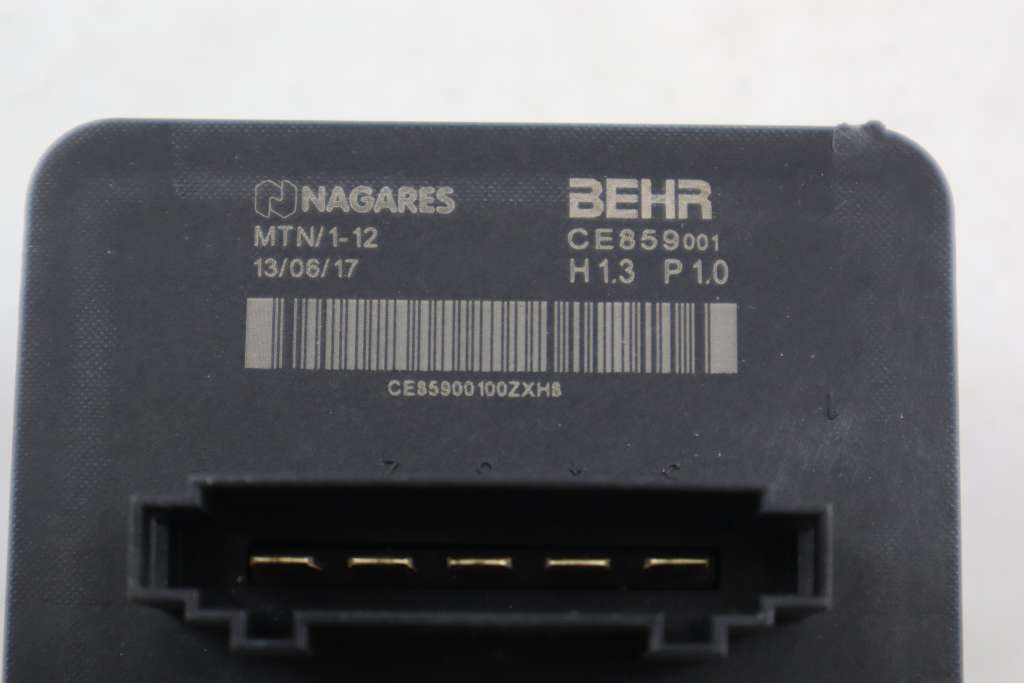 NAGARES
MTN/1-12
13/06/17
BEHR
CE859001
H 1.3 P 1.0
CE85900100ZXH8